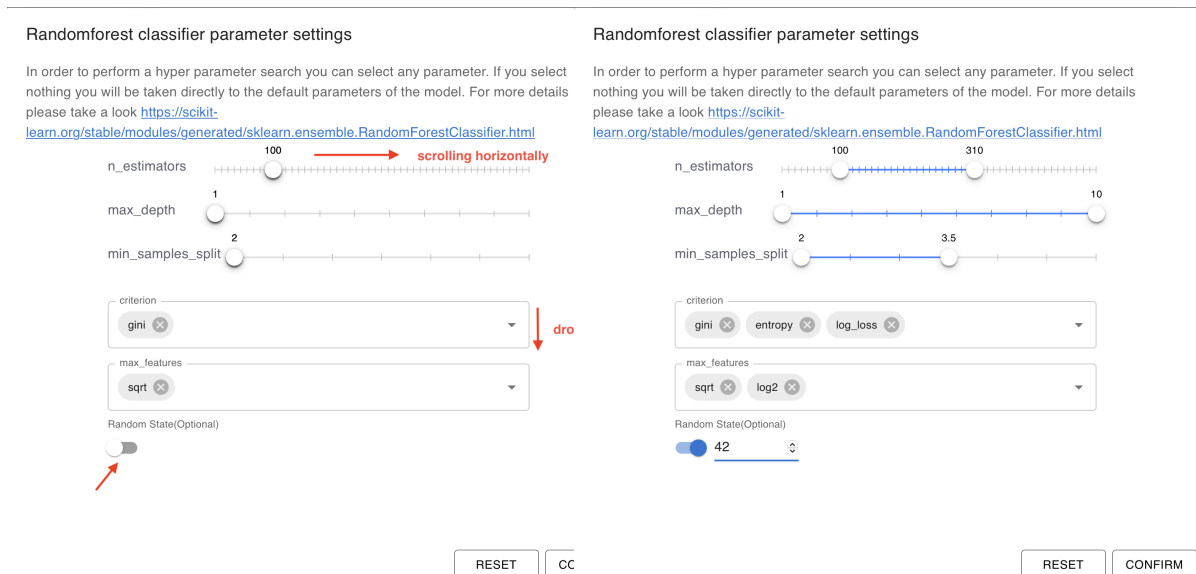 Randomforest classifier parameter settings
In order to perform a hyper parameter search you can select any parameter. If you select
nothing you will be taken directly to the default parameters of the model. For more details
please take a look https://scikit-
learn.org/stable/modules/generated/sklearn.ensemble.RandomForestClassifier.html
100
n_estimators
scrolling horizontally
1
max_depth
2
min_samples_split
criterion
gini
dro
max_features
sqrt
Random State(Optional)
RESET
CO
Randomforest classifier parameter settings
In order to perform a hyper parameter search you can select any parameter. If you select
nothing you will be taken directly to the default parameters of the model. For more details
please take a look https://scikit-
learn.org/stable/modules/generated/sklearn.ensemble.RandomForestClassifier.html
100 310
n_estimators
1 10
max_depth
2 3.5
min_samples_split
criterion
gini entropy log_loss
max_features
sqrt log2
Random State(Optional)
42
RESET
CONFIRM